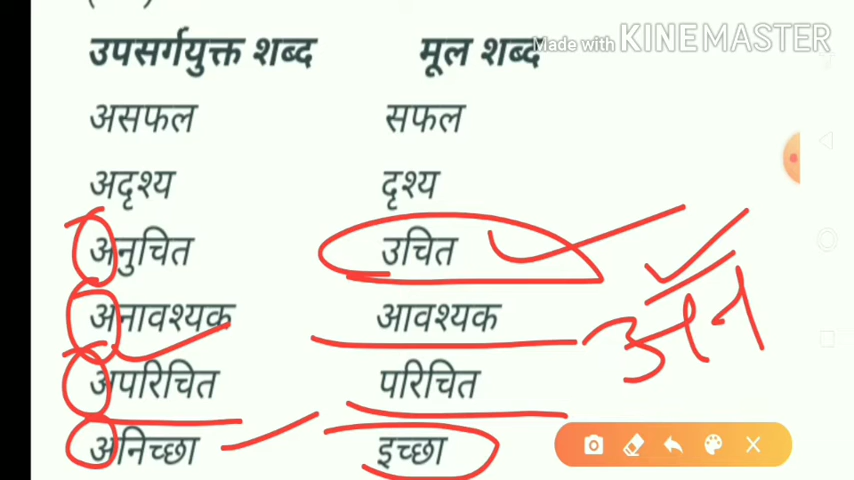 उपसर्गयुक्त शब्द मूल शब्द
Made with KINEMASTER
असफल सफल
अदृश्य दृश्य
अनुचित उचित
अनावश्यक आवश्यक
अन
अपरिचित परिचित
अनिच्छा इच्छा